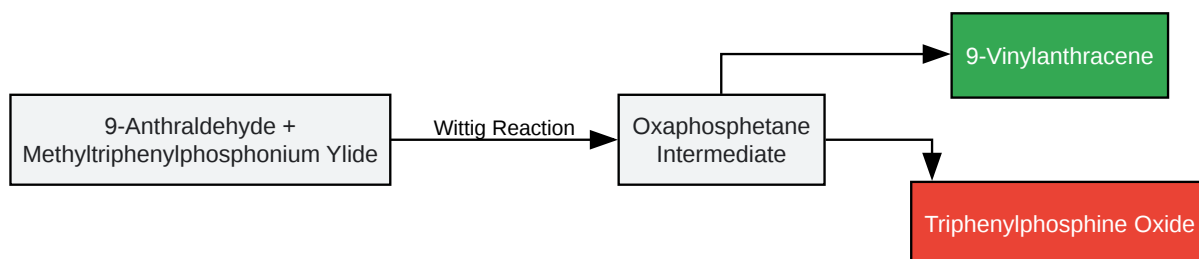 9-Vinylanthracene
9-Anthraldehyde +
Methyltriphenylphosphonium Ylide
Wittig Reaction
Oxaphosphetane
Intermediate
Triphenylphosphine Oxide